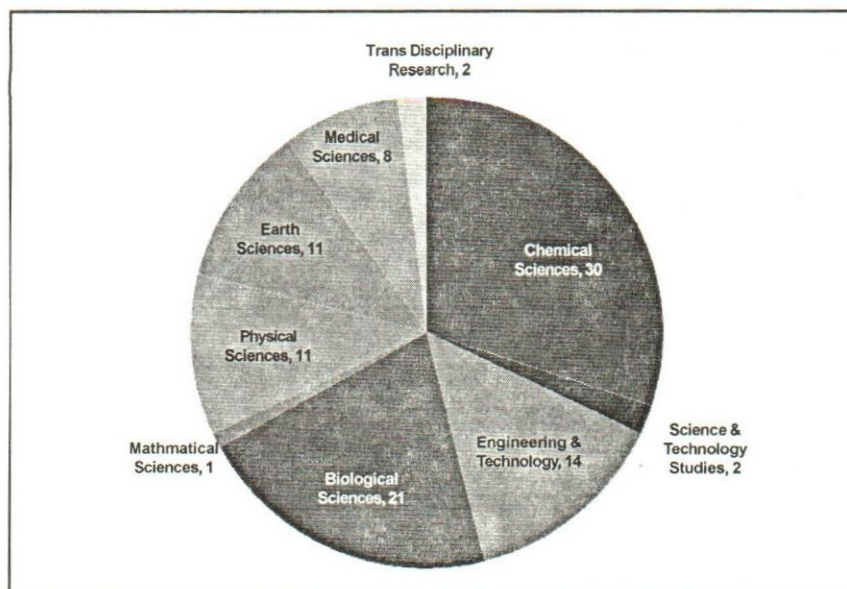 Trans Disciplinary
Research, 2
Medical
Sciences, 8
Earth
Sciences, 11
Chemical
Sciences, 30
Physical
Sciences, 11
Mathmatical
Sciences, 1
Engineering &
Technology, 14
Science &
Technology
Studies, 2
Biological
Sciences, 21